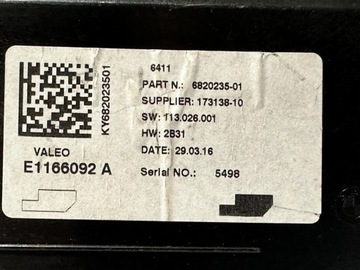 6411
PART N.: 6820235-01
SUPPLIER: 173138-10
SW: 113.026.001
HW: 2B31
DATE: 29.03.16
Serial NO.: 5498
KY682023501
VALEO
E1166092 A